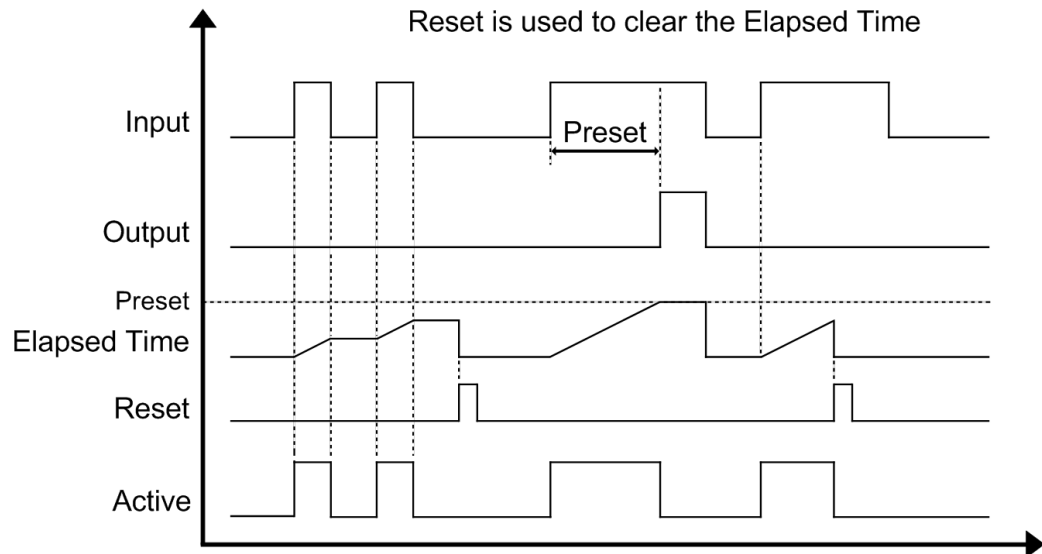 Reset is used to clear the Elapsed Time
Input
Preset
Output
Preset
Elapsed Time
Reset
Active